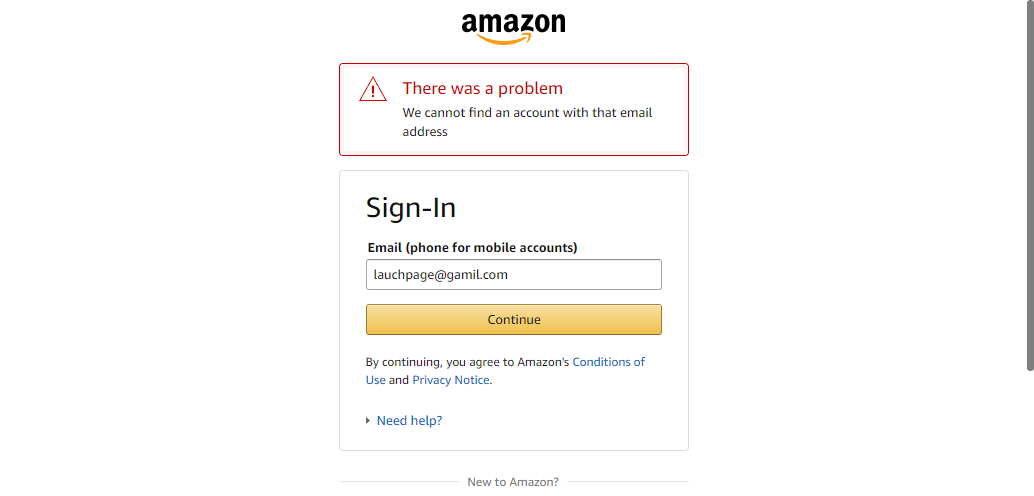 amazon
There was a problem
We cannot find an account with that email
address
Sign-In
Email (phone for mobile accounts)
lauchpage@gamil.com
Continue
By continuing, you agree to Amazon's Conditions of
Use and Privacy Notice.
Need help?
New to Amazon?